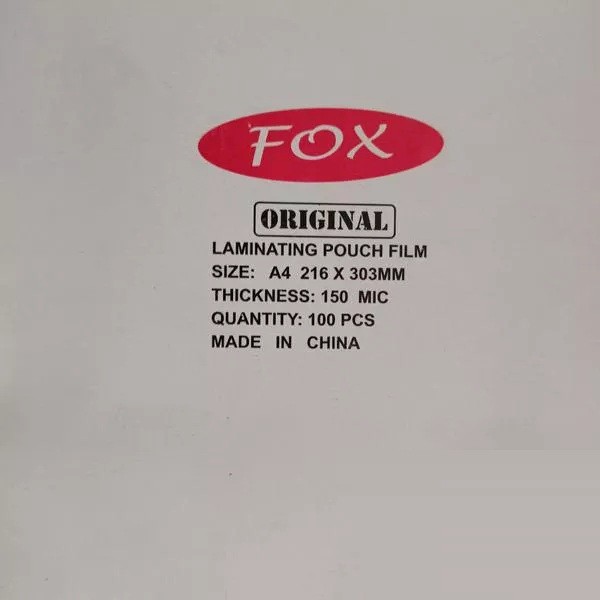 FOX
ORIGINAL
LAMINATING POUCH FILM
SIZE: A4 216 X 303MM
THICKNESS: 150 MIC
QUANTITY: 100 PCS
MADE IN CHINA